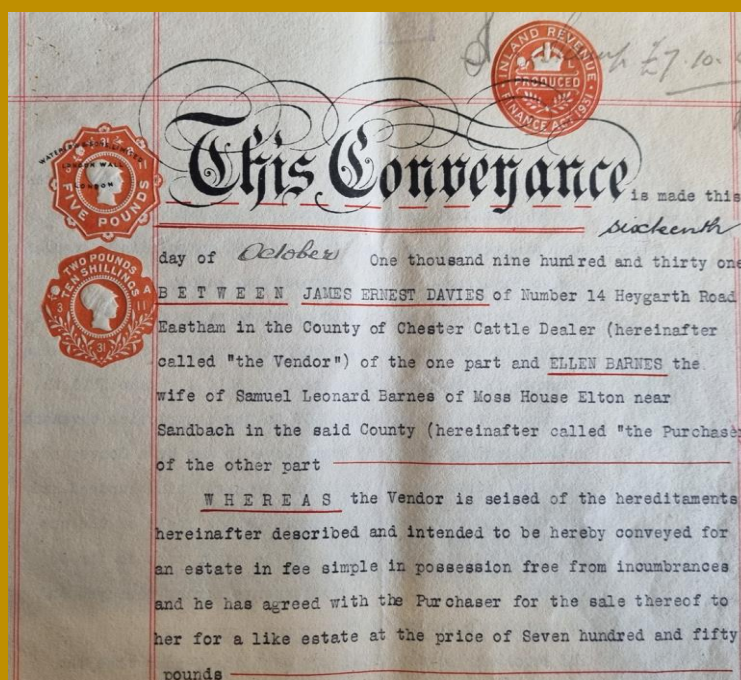 £7.10.
INLAND REVENUE
PRODUCED
FINANCE ACT 1931
This Conveyance is made this
LONDON WALL
LONDON
FIVE POUNDS
sixteenth
day of October One thousand nine hundred and thirty one
TWO POUNDS
TEN SHILLINGS
A
3 11
31
BETWEEN JAMES ERNEST DAVIES of Number 14 Heygarth Road
Eastham in the County of Chester Cattle Dealer (hereinafter
called "the Vendor") of the one part and ELLEN BARNES the
wife of Samuel Leonard Barnes of Moss House Elton near
Sandbach in the said County (hereinafter called "the Purchaser
of the other part
WHEREAS the Vendor is seised of the hereditaments
hereinafter described and intended to be hereby conveyed for
an estate in fee simple in possession free from incumbrances
and he has agreed with the Purchaser for the sale thereof to
her for a like estate at the price of Seven hundred and fifty
pounds